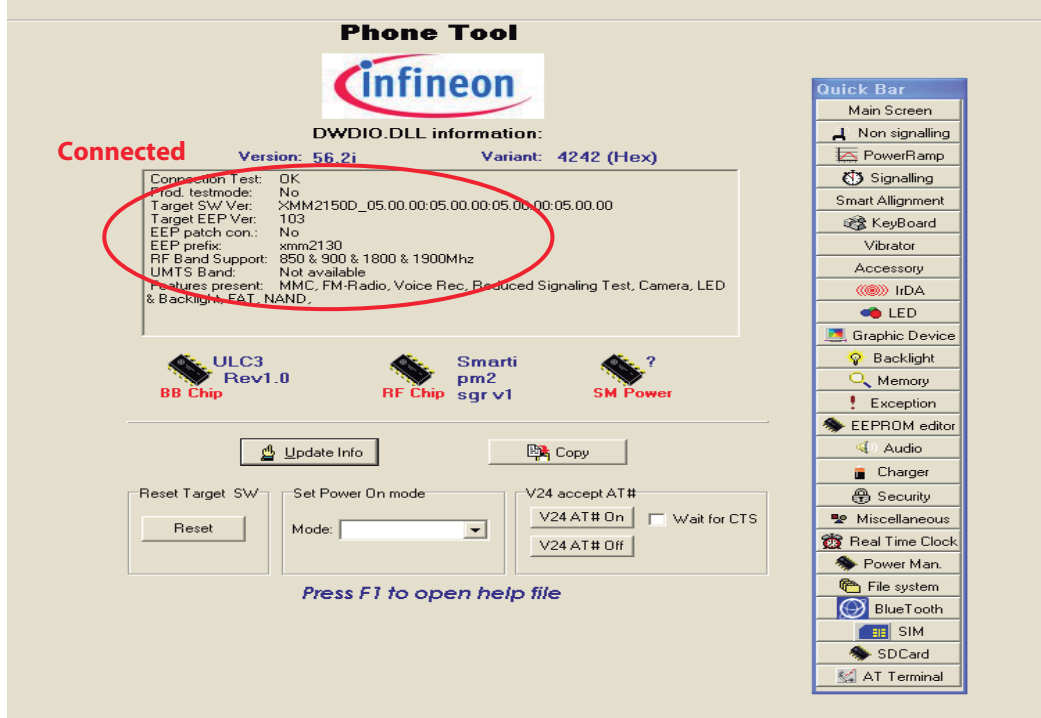 Phone Tool
infineon
DWDIO.DLL information:
Connected
Version: 56.2i Variant: 4242 (Hex)
Connection Test: OK
Prod. testmode: No
Target SW Ver: XMM2150D_05.00.00:05.00.00:05.00.00:05.00.00
Target EEP Ver: 103
EEP patch con.: No
EEP prefix: xmm2130
RF Band Support: 850 & 900 & 1800 & 1900Mhz
UMTS Band: Not available
Features present: MMC, FM-Radio, Voice Rec, Reduced Signaling Test, Camera, LED
& Backlight, FAT, NAND,
ULC3
Rev1.0
BB Chip
Smarti
pm2
sgr v1
RF Chip
?
SM Power
Update Info
Copy
Reset Target SW
Reset
Set Power On mode
Mode:
V24 accept AT#
V24 AT# On
Wait for CTS
V24 AT# Off
Press F1 to open help file
Quick Bar
Main Screen
Non signalling
PowerRamp
Signalling
Smart Allignment
KeyBoard
Vibrator
Accessory
IrDA
LED
Graphic Device
Backlight
Memory
Exception
EEPROM editor
Audio
Charger
Security
Miscellaneous
Real Time Clock
Power Man.
File system
BlueTooth
SIM
SDCard
AT Terminal